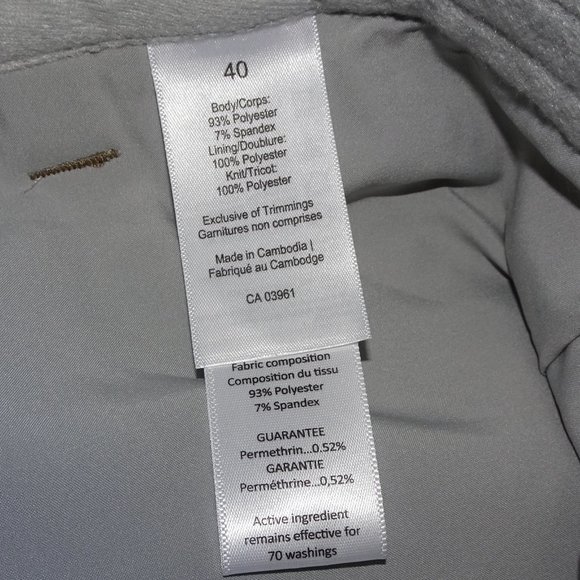 40
Body/Corps:
93% Polyester
7% Spandex
Lining/Doublure:
100% Polyester
Knit/Tricot:
100% Polyester
Exclusive of Trimmings
Garnitures non comprises
Made in Cambodia |
Fabriqué au Cambodge
CA 03961
Fabric composition
Composition du tissu
93% Polyester
7% Spandex
GUARANTEE
Permethrin...0.52%
GARANTIE
Perméthrine...0,52%
Active ingredient
remains effective for
70 washings